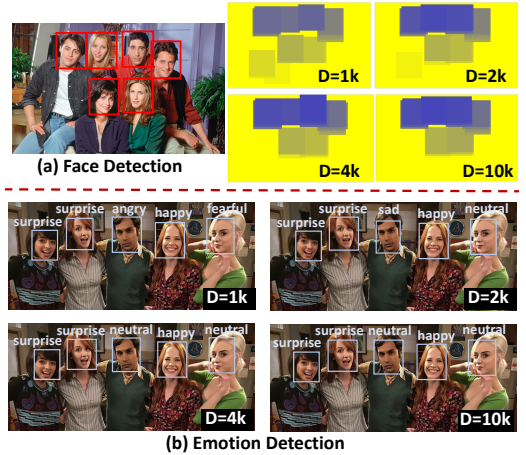 D=1k
D=2k
D=4k
D=10k
(a) Face Detection
surprise surprise angry happy fearful
D=1k
surprise surprise sad happy neutral
D=2k
surprise surprise neutral happy neutral
D=4k
surprise surprise neutral happy neutral
D=10k
(b) Emotion Detection